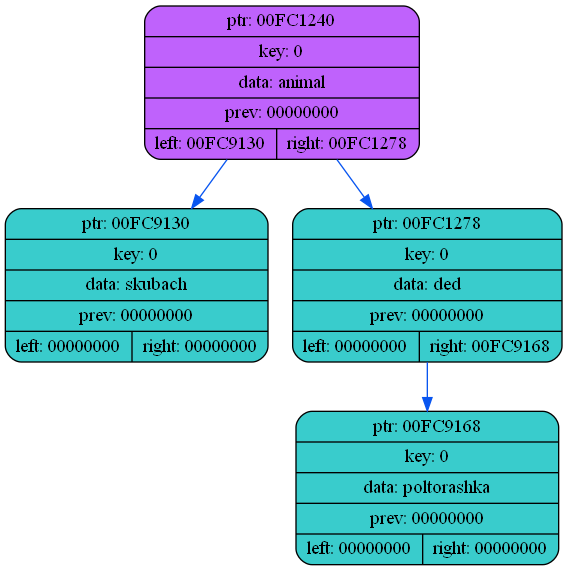 ptr: 00FC1240
key: 0
data: animal
prev: 00000000
left: 00FC9130 right: 00FC1278
ptr: 00FC9130
key: 0
data: skubach
prev: 00000000
left: 00000000 right: 00000000
ptr: 00FC1278
key: 0
data: ded
prev: 00000000
left: 00000000 right: 00FC9168
ptr: 00FC9168
key: 0
data: poltorashka
prev: 00000000
left: 00000000 right: 00000000